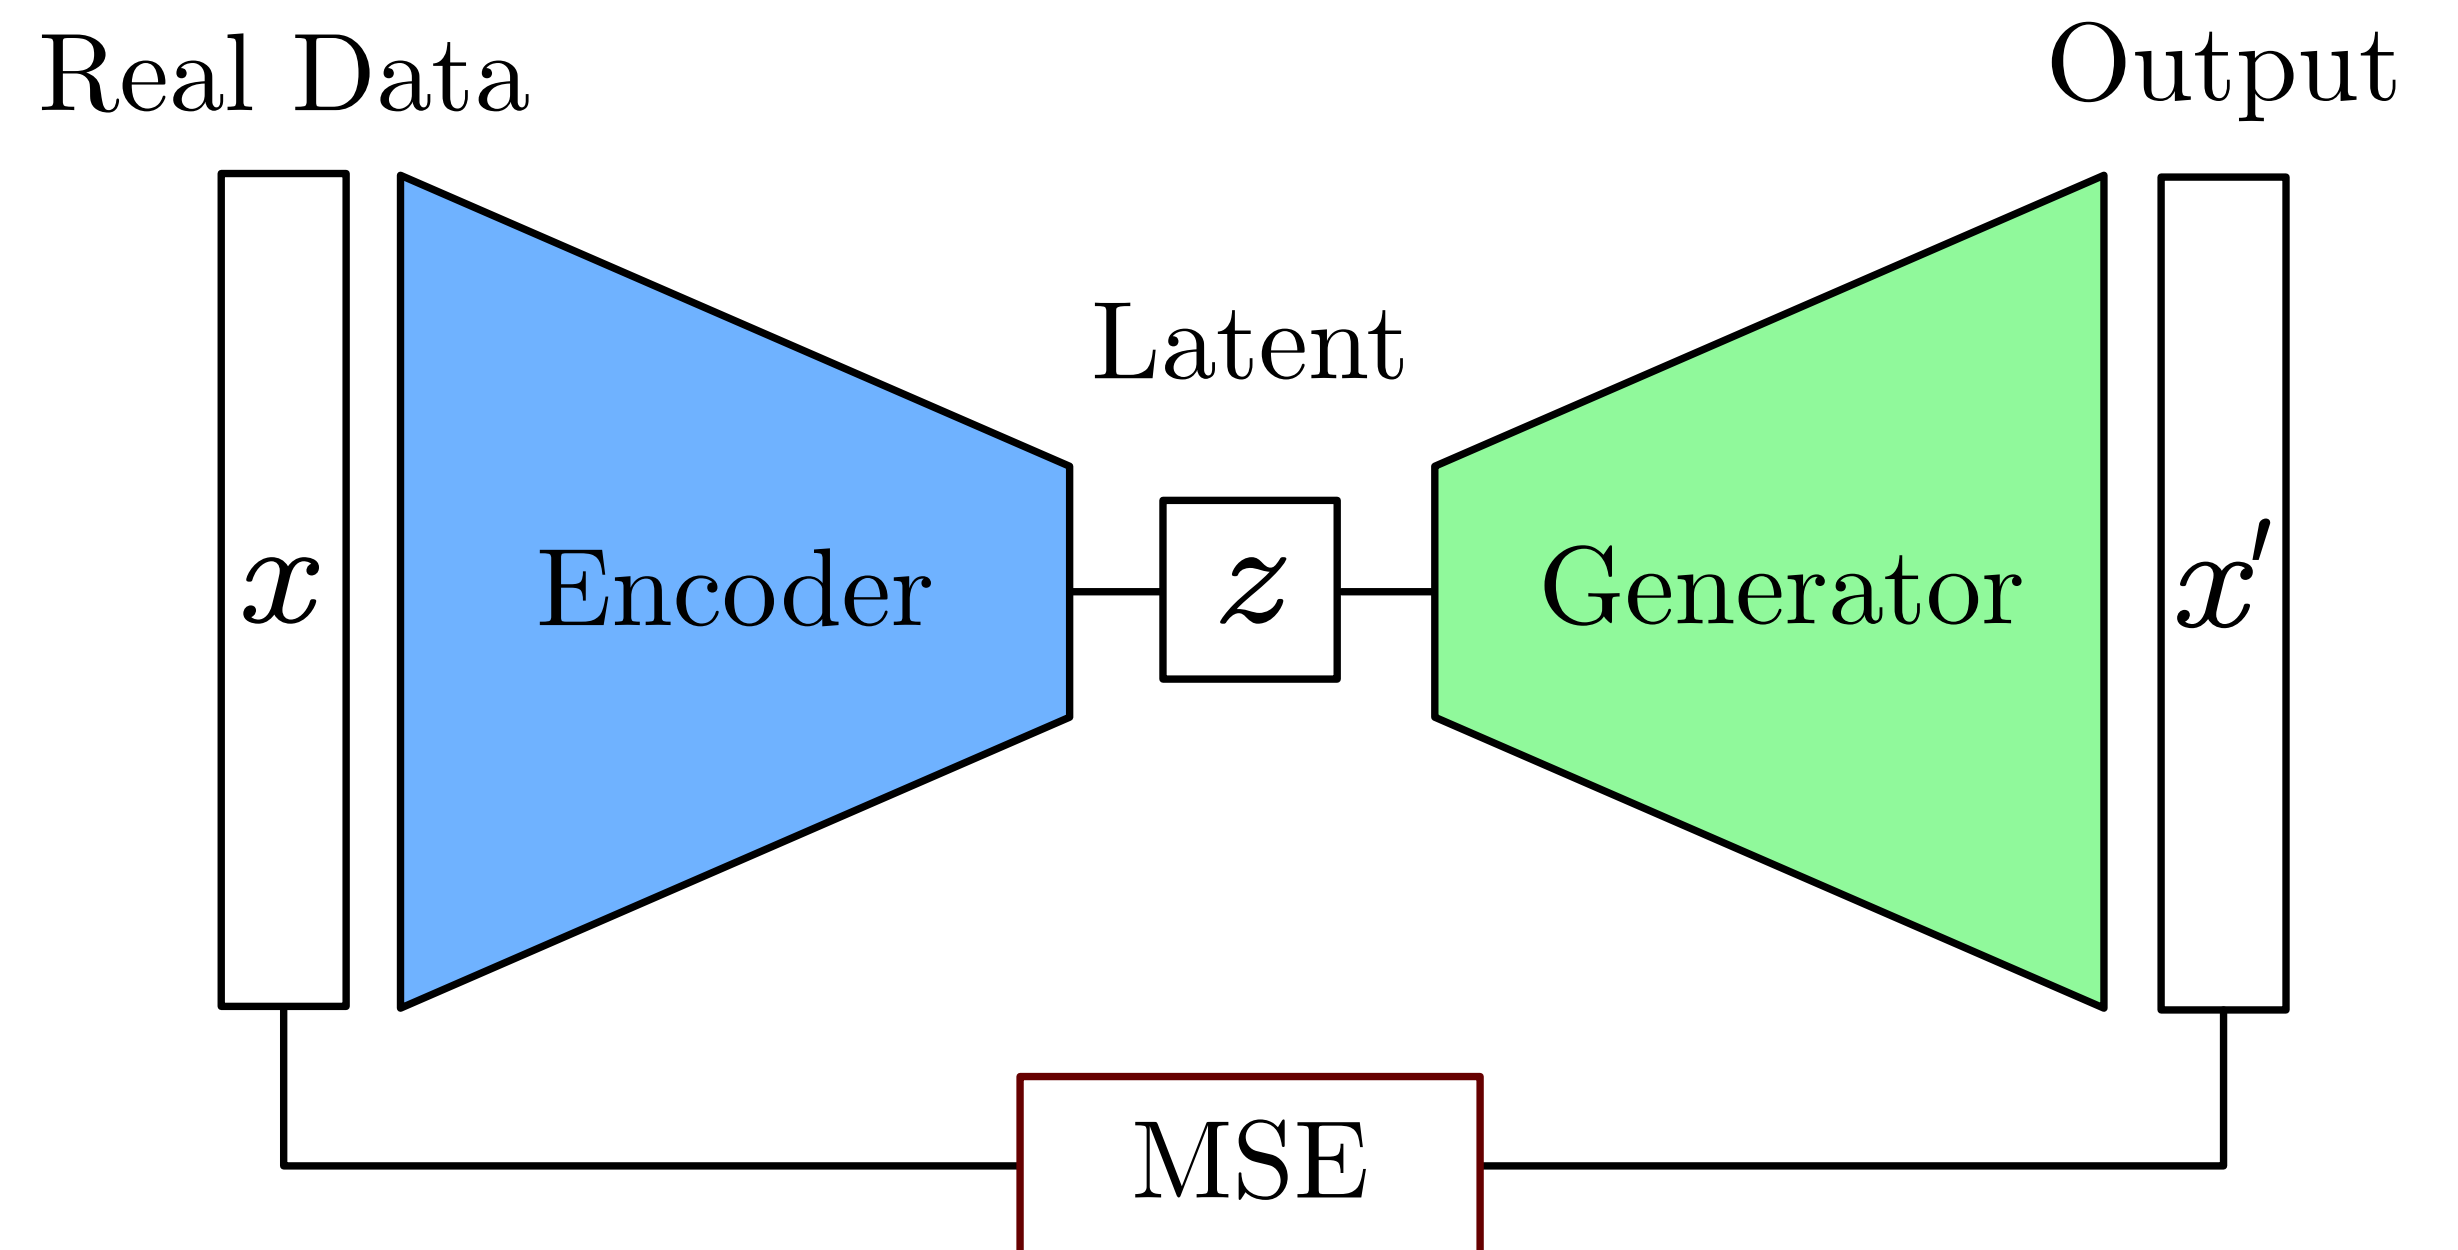 Real Data
Output
Latent
x
Encoder
z
Generator
x′
MSE